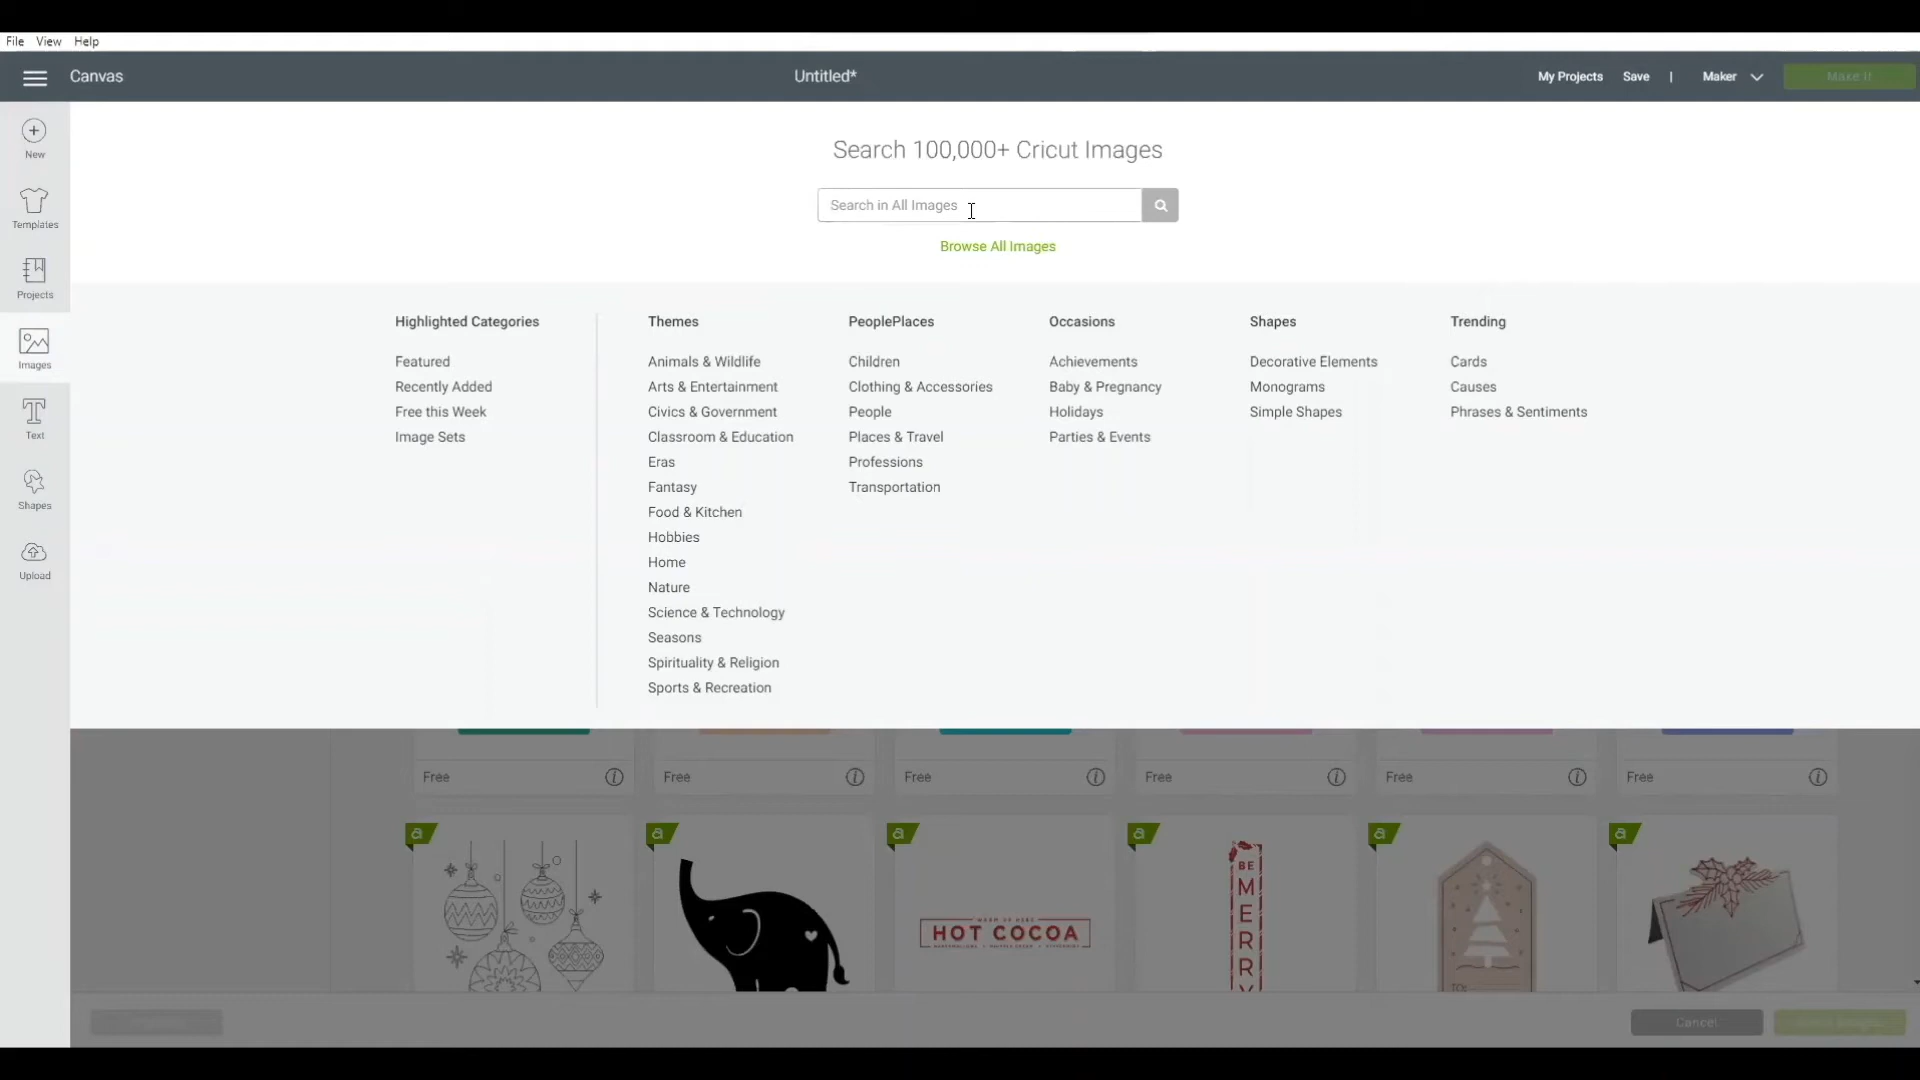 File View Help
Canvas
Untitled*
My Projects Save | Maker
Make It
New
Templates
Projects
Images
Text
Shapes
Upload
Search 100,000+ Cricut Images
Search in All Images
Browse All Images
Highlighted Categories
Featured
Recently Added
Free this Week
Image Sets
Themes
Animals & Wildlife
Arts & Entertainment
Civics & Government
Classroom & Education
Eras
Fantasy
Food & Kitchen
Hobbies
Home
Nature
Science & Technology
Seasons
Spirituality & Religion
Sports & Recreation
PeoplePlaces
Children
Clothing & Accessories
People
Places & Travel
Professions
Transportation
Occasions
Achievements
Baby & Pregnancy
Holidays
Parties & Events
Shapes
Decorative Elements
Monograms
Simple Shapes
Trending
Cards
Causes
Phrases & Sentiments
Free
Free
Free
Free
Free
Free
a
a
a
a
a
a
HOT COCOA
BE
MERRY
TO:
Cancel